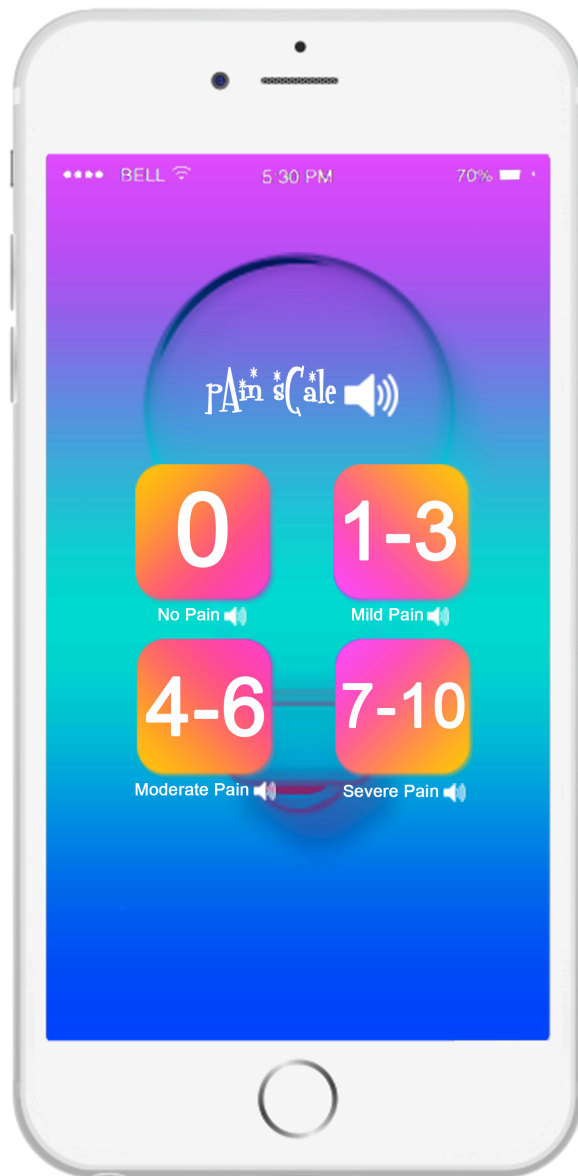 BELL 5:30 PM 70%
pAin sCale
0 1-3
No Pain Mild Pain
4-6 7-10
Moderate Pain Severe Pain